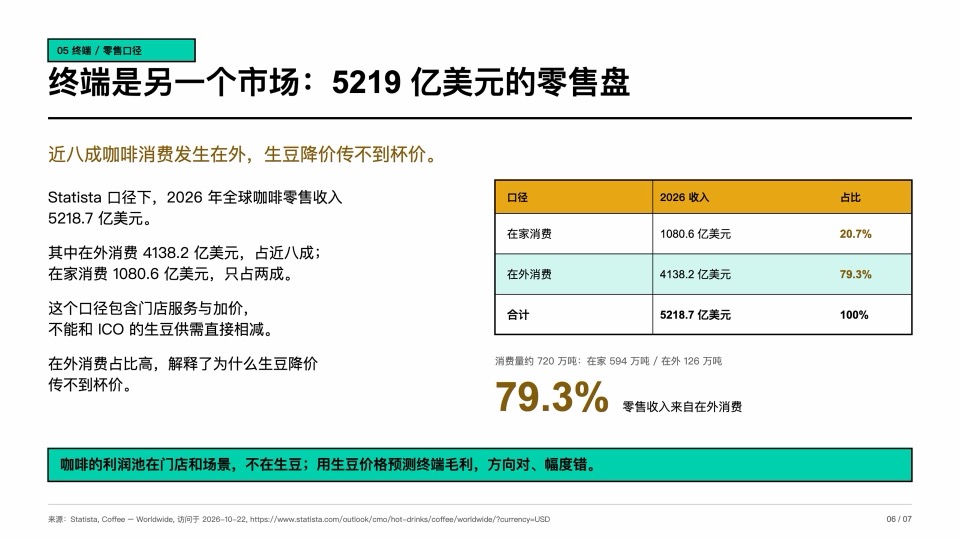 05 终端 / 零售口径
终端是另一个市场：5219 亿美元的零售盘
近八成咖啡消费发生在外，生豆降价传不到杯价。
Statista 口径下，2026 年全球咖啡零售收入
5218.7 亿美元。
其中在外消费 4138.2 亿美元，占近八成；
在家消费 1080.6 亿美元，只占两成。
这个口径包含门店服务与加价，
不能和 ICO 的生豆供需直接相减。
在外消费占比高，解释了为什么生豆降价
传不到杯价。
口径 2026 收入 占比
在家消费 1080.6 亿美元 20.7%
在外消费 4138.2 亿美元 79.3%
合计 5218.7 亿美元 100%
消费量约 720 万吨：在家 594 万吨 / 在外 126 万吨
79.3% 零售收入来自在外消费
咖啡的利润池在门店和场景，不在生豆；用生豆价格预测终端毛利，方向对、幅度错。
来源：Statista, Coffee — Worldwide, 访问于 2026-10-22, https://www.statista.com/outlook/cmo/hot-drinks/coffee/worldwide/?currency=USD
06 / 07